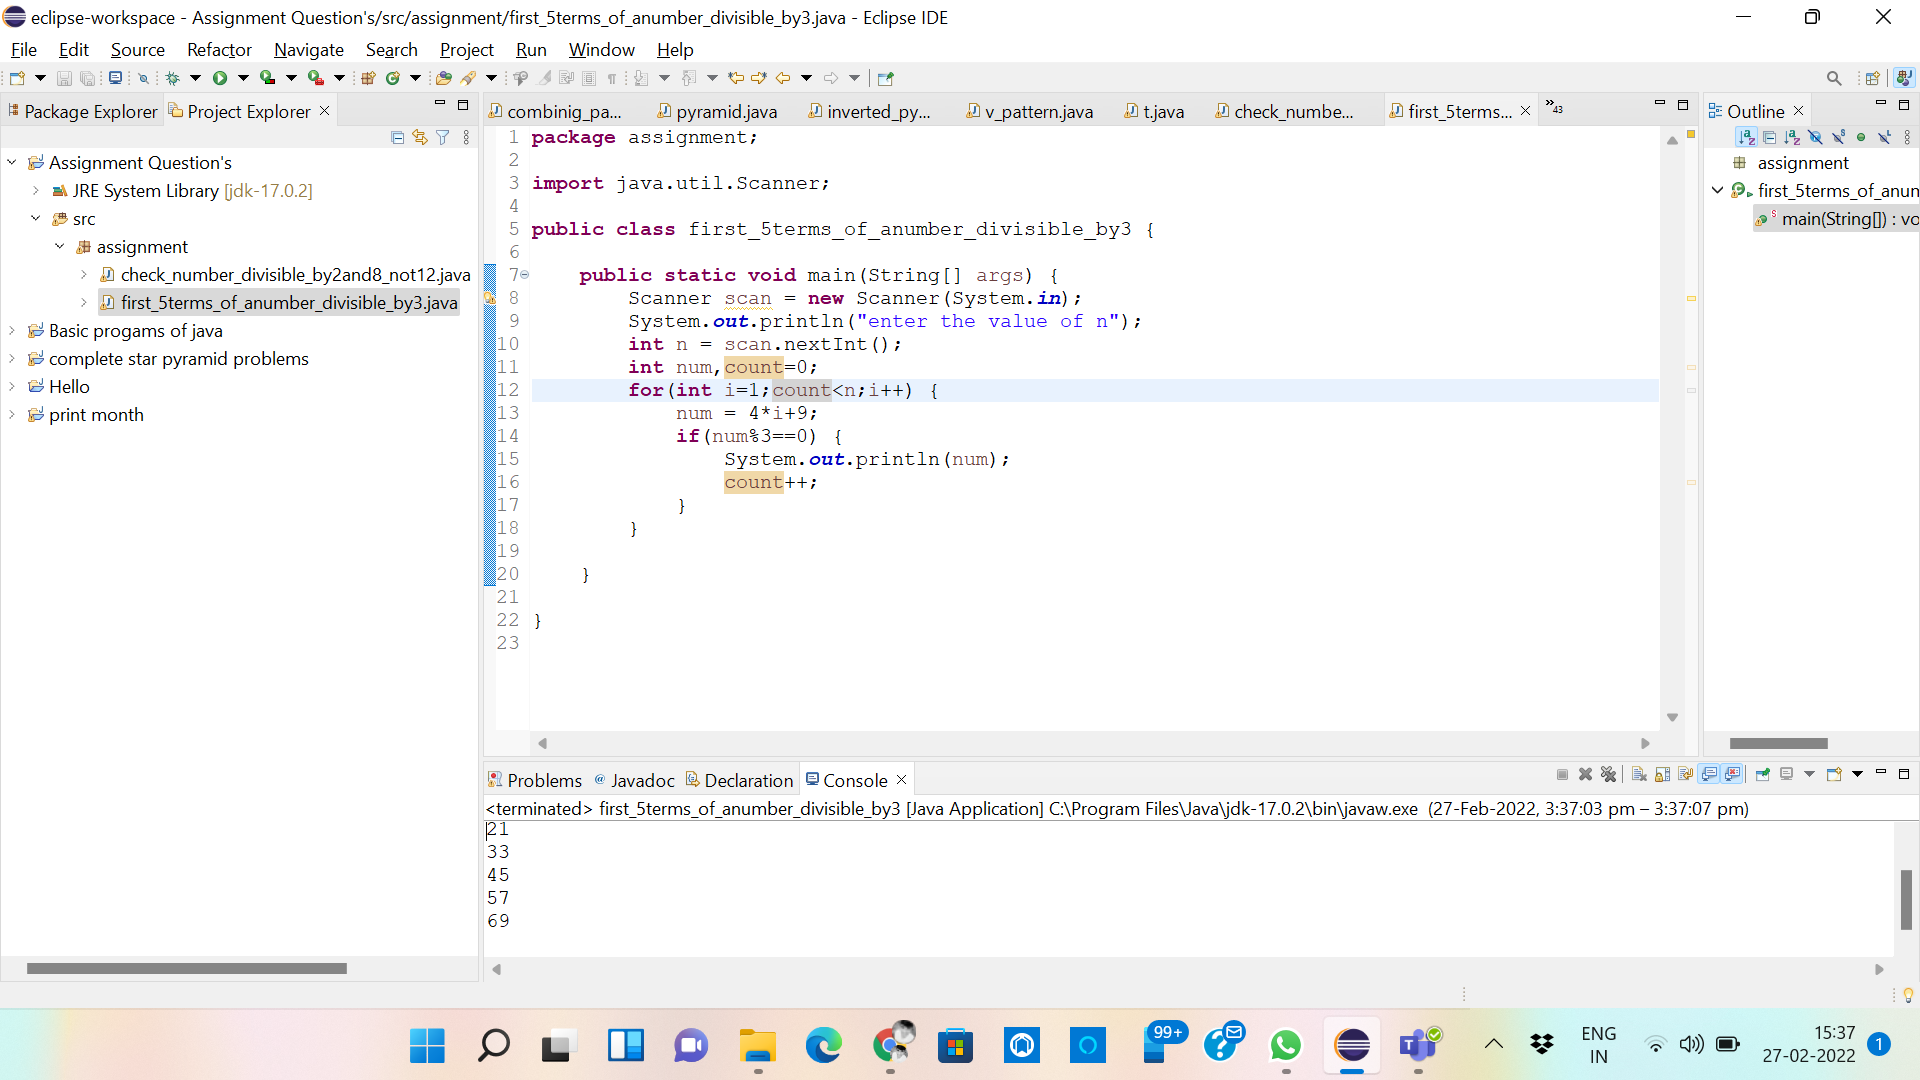 eclipse-workspace - Assignment Question's/src/assignment/first_5terms_of_anumber_divisible_by3.java - Eclipse IDE
File Edit Source Refactor Navigate Search Project Run Window Help
Package Explorer Project Explorer
combinig_pa... pyramid.java inverted_py... v_pattern.java t.java check_numbe... first_5terms... »43
Outline
Assignment Question's
JRE System Library [jdk-17.0.2]
src
assignment
check_number_divisible_by2and8_not12.java
first_5terms_of_anumber_divisible_by3.java
Basic progams of java
complete star pyramid problems
Hello
print month
1 package assignment;
2
3 import java.util.Scanner;
4
5 public class first_5terms_of_anumber_divisible_by3 {
6
7 public static void main(String[] args) {
8 Scanner scan = new Scanner(System.in);
9 System.out.println("enter the value of n");
10 int n = scan.nextInt();
11 int num,count=0;
12 for(int i=1;count<n;i++) {
13 num = 4*i+9;
14 if(num%3==0) {
15 System.out.println(num);
16 count++;
17 }
18 }
19
20 }
21
22 }
23
assignment
first_5terms_of_anun
main(String[]) : vo
Problems Javadoc Declaration Console
<terminated> first_5terms_of_anumber_divisible_by3 [Java Application] C:\Program Files\Java\jdk-17.0.2\bin\javaw.exe (27-Feb-2022, 3:37:03 pm – 3:37:07 pm)
21
33
45
57
69
99+
ENG
IN
15:37
27-02-2022
1